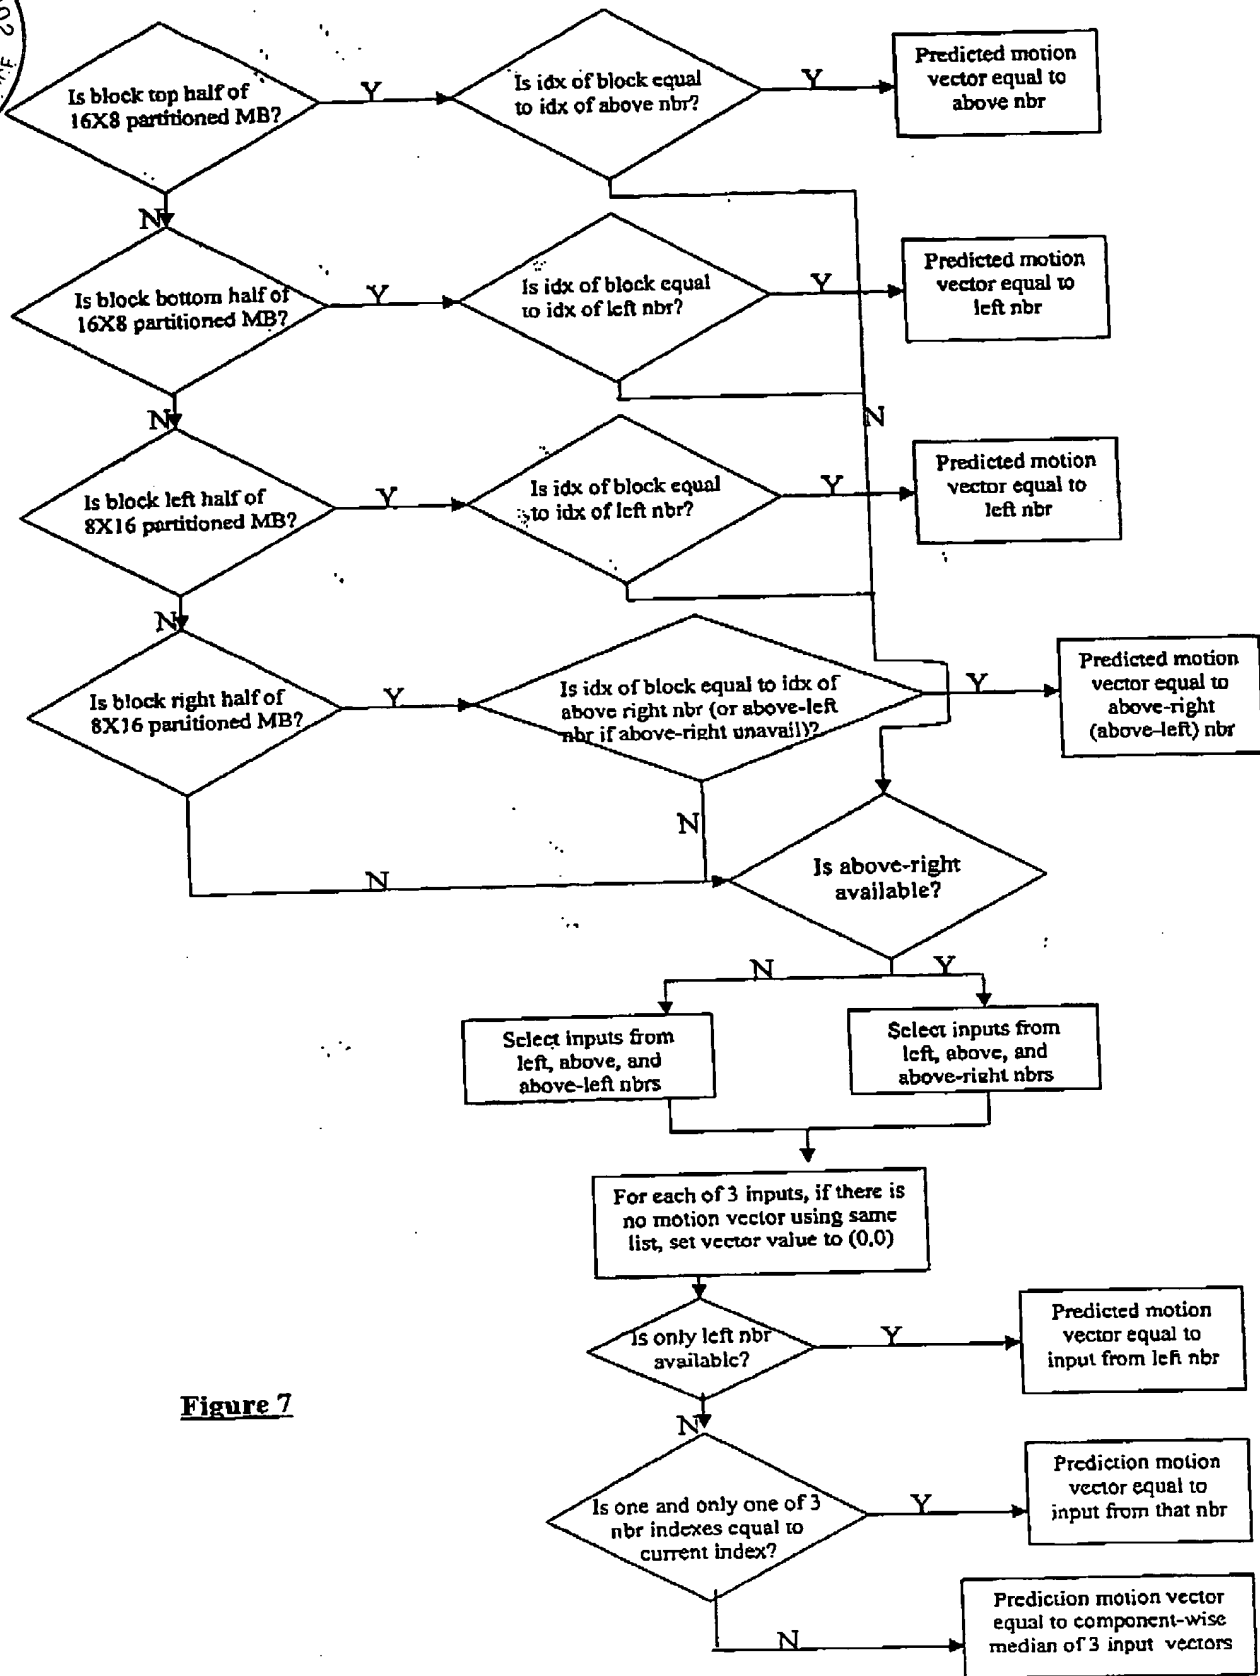 02
Is block top half of
16X8 partitioned MB?
Y
Is idx of block equal
to idx of above nbr?
Y
Predicted motion
vector equal to
above nbr
N
Is block bottom half of
16X8 partitioned MB?
Y
Is idx of block equal
to idx of left nbr?
Y
Predicted motion
vector equal to
left nbr
N
N
Is block left half of
8X16 partitioned MB?
Y
Is idx of block equal
to idx of left nbr?
Y
Predicted motion
vector equal to
left nbr
N
Is block right half of
8X16 partitioned MB?
Y
Is idx of block equal to idx of
above right nbr (or above-left
nbr if above-right unavail)?
Y
Predicted motion
vector equal to
above-right
(above-left) nbr
N
N
Is above-right
available?
N
Y
Select inputs from
left, above, and
above-left nbrs
Select inputs from
left, above, and
above-right nbrs
For each of 3 inputs, if there is
no motion vector using same
list, set vector value to (0,0)
Is only left nbr
available?
Y
Predicted motion
vector equal to
input from left nbr
Figure 7
N
Is one and only one of 3
nbr indexes equal to
current index?
Y
Prediction motion
vector equal to
input from that nbr
N
Prediction motion vector
equal to component-wise
median of 3 input vectors